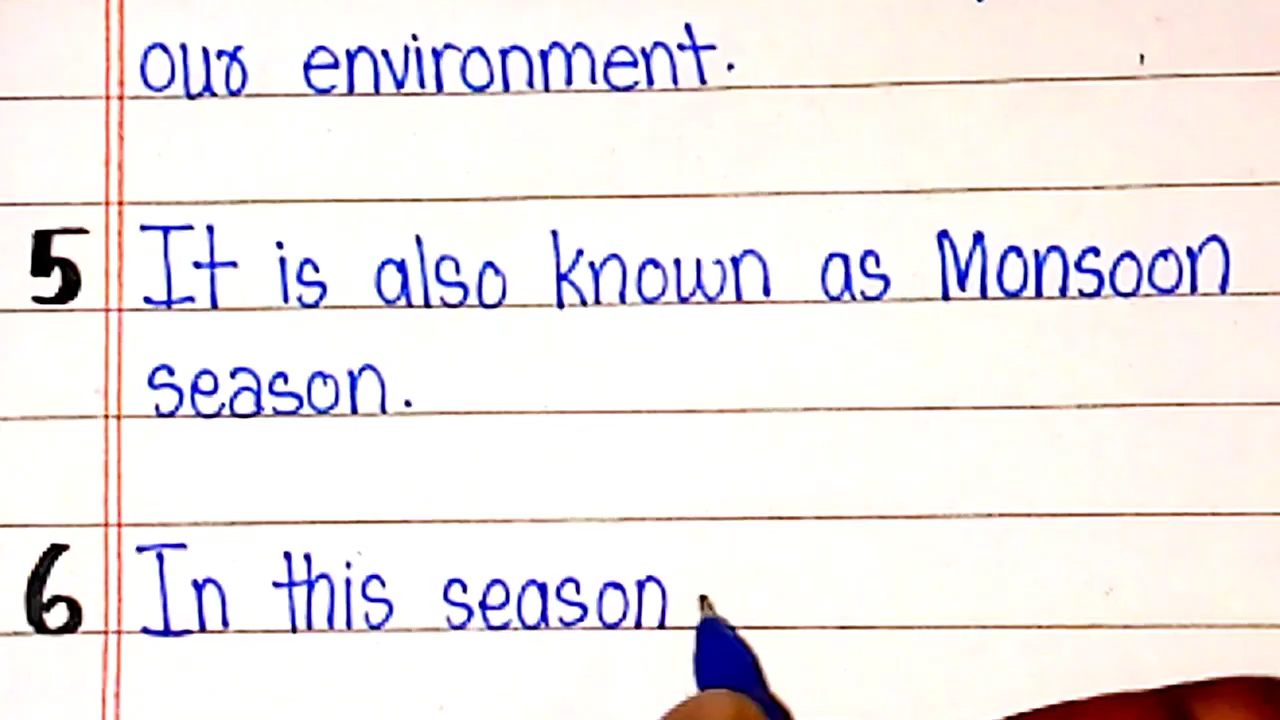 our environment.
5 It is also known as Monsoon
season.
6 In this season